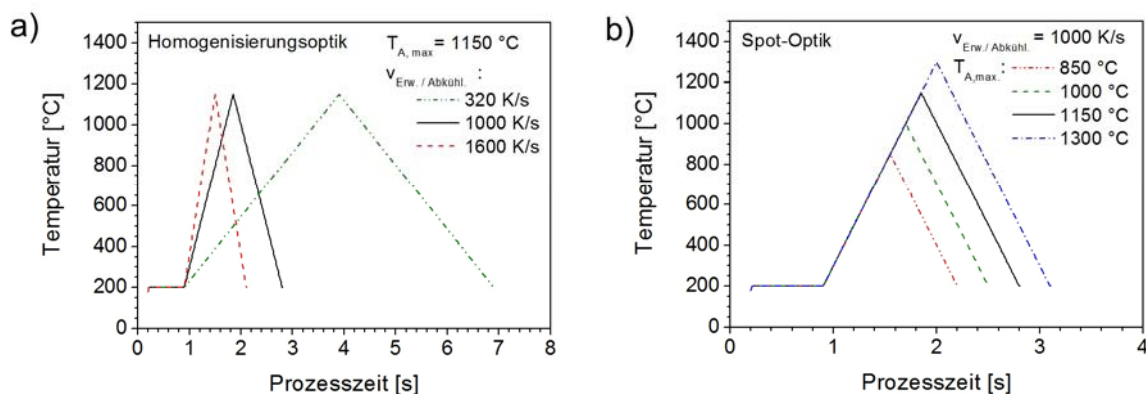 a)
Homogenisierungsoptik
T_A, max = 1150 °C
v_Erw. / Abkühl. :
320 K/s
1000 K/s
1600 K/s
Temperatur [°C]
1400
1200
1000
800
600
400
200
0
0 1 2 3 4 5 6 7 8
Prozesszeit [s]
b)
Spot-Optik
v_Erw./ Abkühl. = 1000 K/s
T_A,max. :
850 °C
1000 °C
1150 °C
1300 °C
Temperatur [°C]
1400
1200
1000
800
600
400
200
0
0 1 2 3 4
Prozesszeit [s]